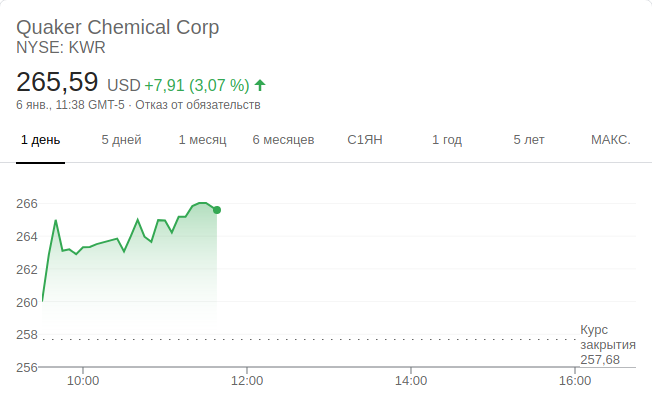 Quaker Chemical Corp
NYSE: KWR
265,59 USD +7,91 (3,07 %)
6 янв., 11:38 GMT-5 · Отказ от обязательств
1 день 5 дней 1 месяц 6 месяцев С1ЯН 1 год 5 лет МАКС.
266
264
262
260
258
256
Курс
закрытия
257,68
10:00 12:00 14:00 16:00